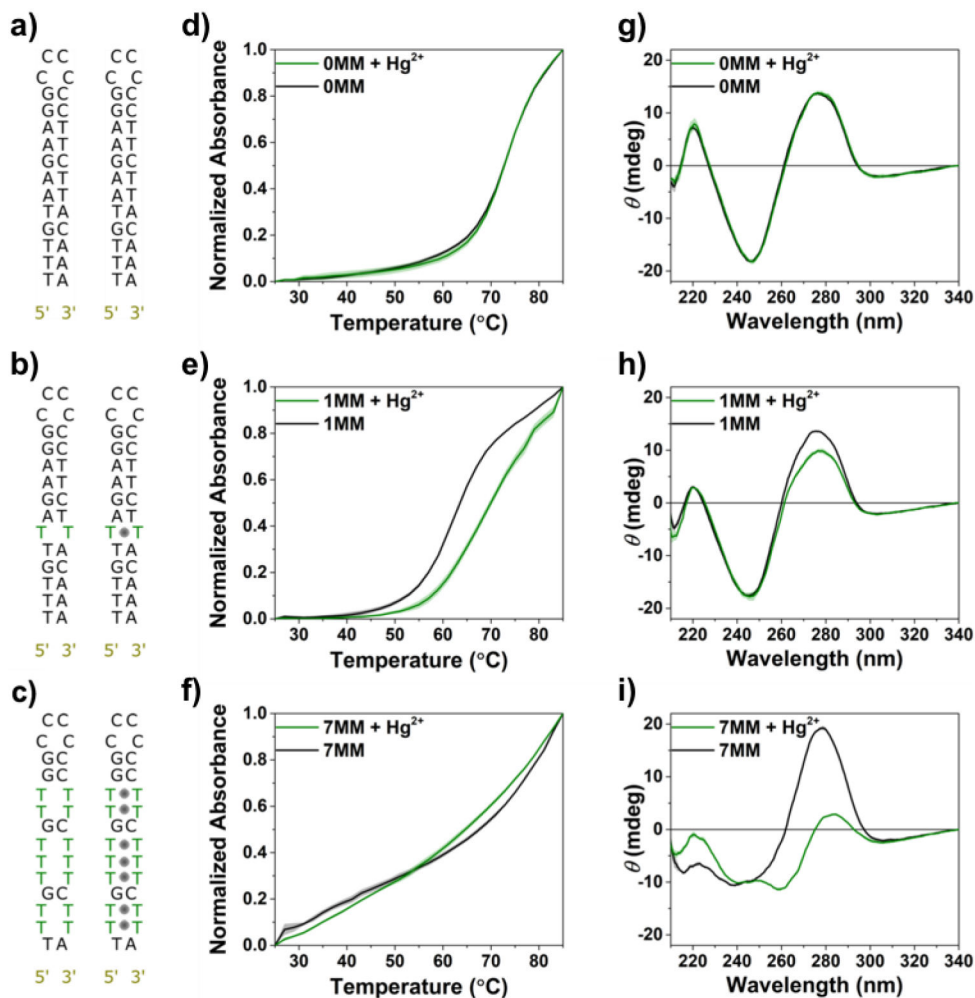 a)
CC CC
C C C C
GC GC
GC GC
AT AT
AT AT
GC GC
AT AT
AT AT
TA TA
GC GC
TA TA
TA TA
TA TA
5' 3' 5' 3'
d)
0MM + Hg²⁺
0MM
Normalized Absorbance
1.0
0.8
0.6
0.4
0.2
0.0
30 40 50 60 70 80
Temperature (°C)
g)
0MM + Hg²⁺
0MM
θ (mdeg)
20
10
0
-10
-20
220 240 260 280 300 320 340
Wavelength (nm)
b)
CC CC
C C C C
GC GC
GC GC
AT AT
AT AT
GC GC
AT AT
T T T T
TA TA
GC GC
TA TA
TA TA
TA TA
5' 3' 5' 3'
e)
1MM + Hg²⁺
1MM
Normalized Absorbance
1.0
0.8
0.6
0.4
0.2
0.0
30 40 50 60 70 80
Temperature (°C)
h)
1MM + Hg²⁺
1MM
θ (mdeg)
20
10
0
-10
-20
220 240 260 280 300 320 340
Wavelength (nm)
c)
CC CC
C C C C
GC GC
GC GC
T T T T
T T T T
GC GC
T T T T
T T T T
T T T T
GC GC
T T T T
T T T T
TA TA
5' 3' 5' 3'
f)
7MM + Hg²⁺
7MM
Normalized Absorbance
1.0
0.8
0.6
0.4
0.2
0.0
30 40 50 60 70 80
Temperature (°C)
i)
7MM + Hg²⁺
7MM
θ (mdeg)
20
10
0
-10
-20
220 240 260 280 300 320 340
Wavelength (nm)